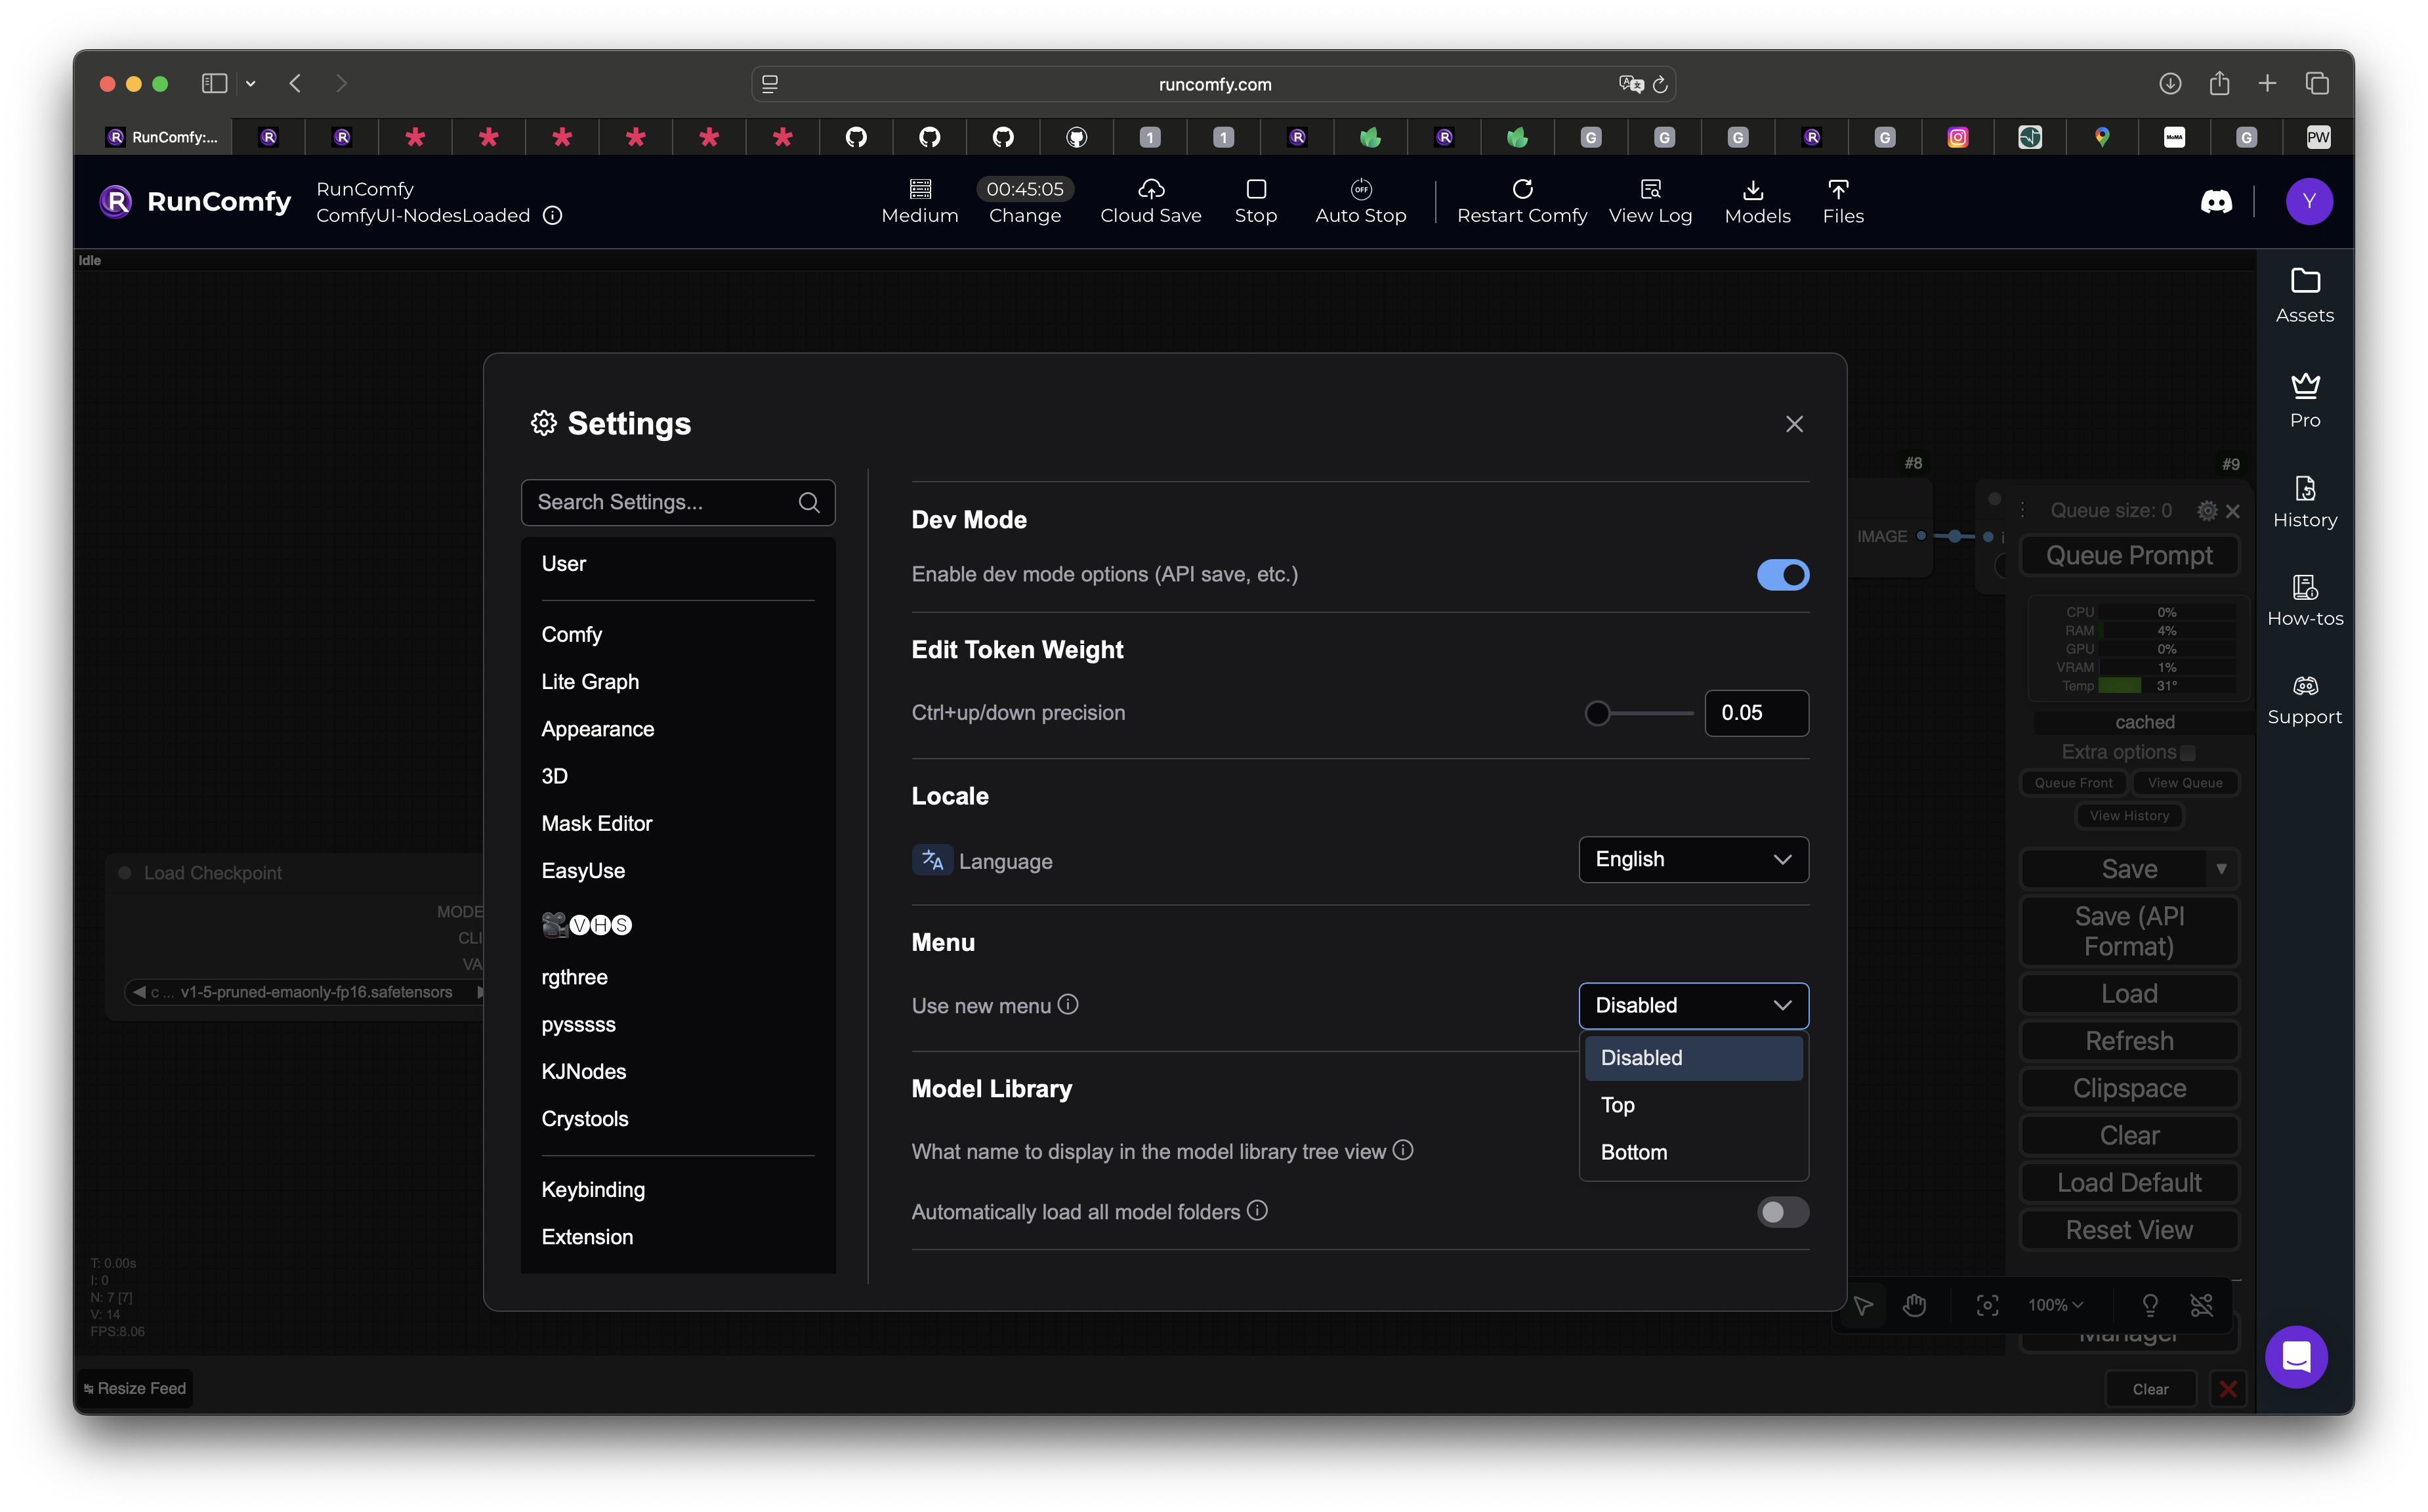 runcomfy.com
RunComfy:...
1
1
G
G
G
G
MoMA
G
PW
RunComfy
RunComfy
ComfyUI-NodesLoaded
Medium
00:45:05
Change
Cloud Save
Stop
OFF
Auto Stop
Restart Comfy
View Log
Models
Files
Y
Idle
Assets
Pro
History
How-tos
Support
Settings
Search Settings...
User
Comfy
Lite Graph
Appearance
3D
Mask Editor
EasyUse
🎥🅥🅗🅢
rgthree
pysssss
KJNodes
Crystools
Keybinding
Extension
Dev Mode
Enable dev mode options (API save, etc.)
Edit Token Weight
Ctrl+up/down precision
0.05
Locale
Language
English
Menu
Use new menu
Disabled
Disabled
Top
Bottom
Model Library
What name to display in the model library tree view
Automatically load all model folders
#8
#9
IMAGE
i
Queue size: 0
Queue Prompt
CPU 0%
RAM 4%
GPU 0%
VRAM 1%
Temp 31°
cached
Extra options
Queue Front
View Queue
View History
Save
Save (API
Format)
Load
Refresh
Clipspace
Clear
Load Default
Reset View
100%
Manager
Load Checkpoint
MODE
CLI
VA
c ... v1-5-pruned-emaonly-fp16.safetensors
T: 0.00s
I: 0
N: 7 [7]
V: 14
FPS:8.06
Resize Feed
Clear